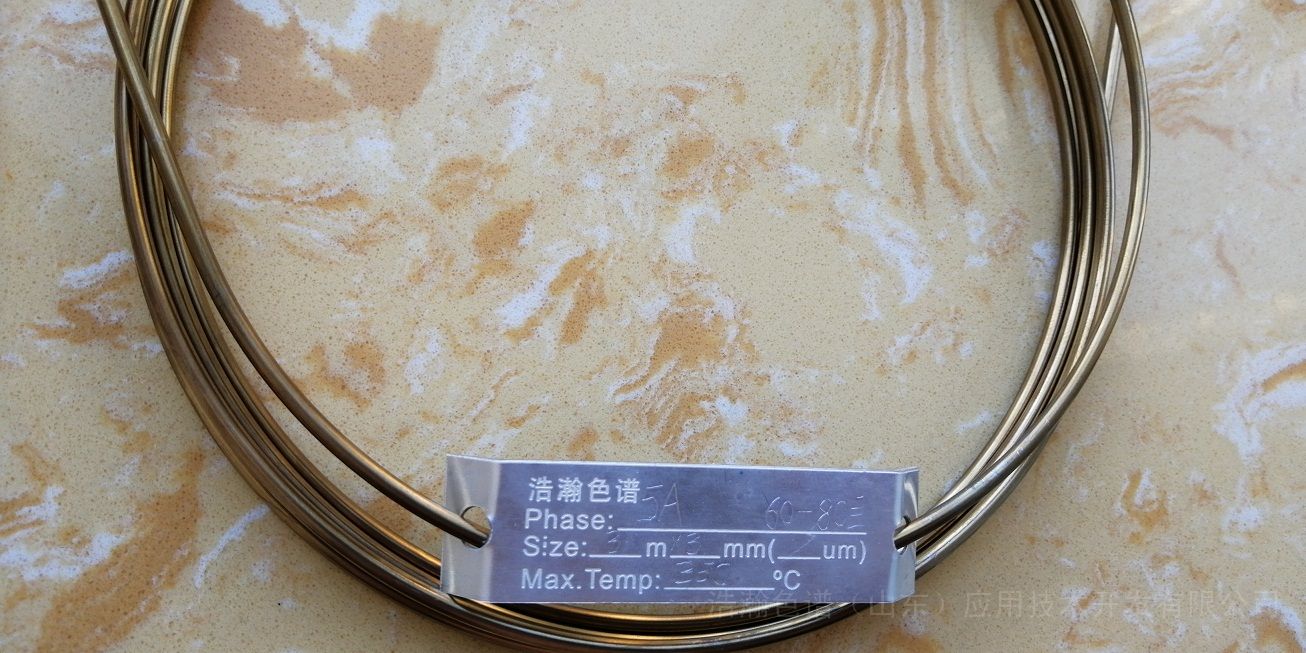 浩瀚色谱
Phase: 5A 60-80目
Size: 3 m×3 mm( / um)
Max.Temp: 350 ºC
浩瀚色谱（山东）应用技术开发有限公司